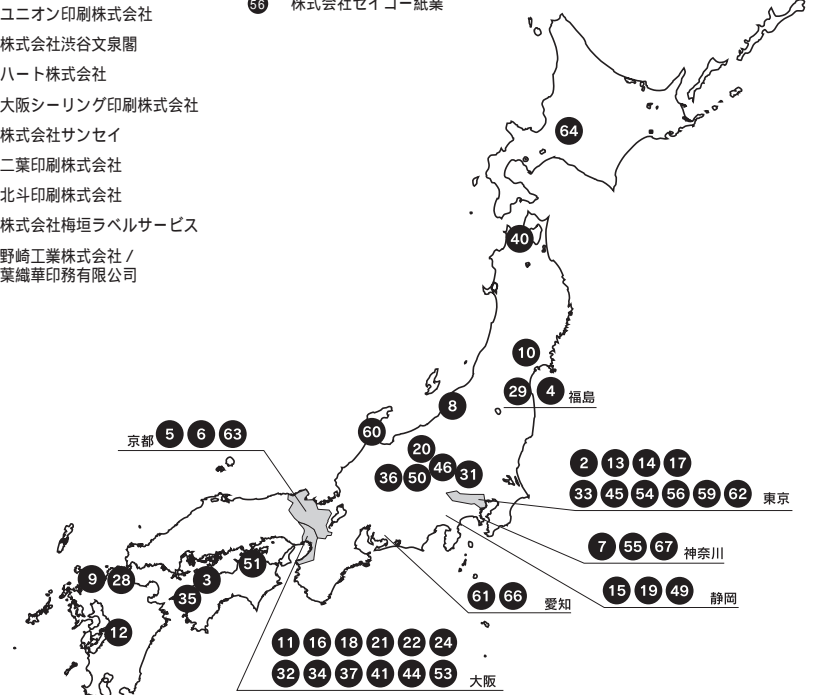 ユニオン印刷株式会社
株式会社渋谷文泉閣
ハート株式会社
大阪シーリング印刷株式会社
株式会社サンセイ
二葉印刷株式会社
北斗印刷株式会社
株式会社梅垣ラベルサービス
野崎工業株式会社 /
葉織華印務有限公司
56 株式会社セイコー紙業
64
40
10
29 4 福島
8
60
20
36 50 46 31
京都 5 6 63
2 13 14 17
33 45 54 56 59 62 東京
7 55 67 神奈川
15 19 49 静岡
61 66 愛知
51
9 28 3
35
12
11 16 18 21 22 24
32 34 37 41 44 53 大阪